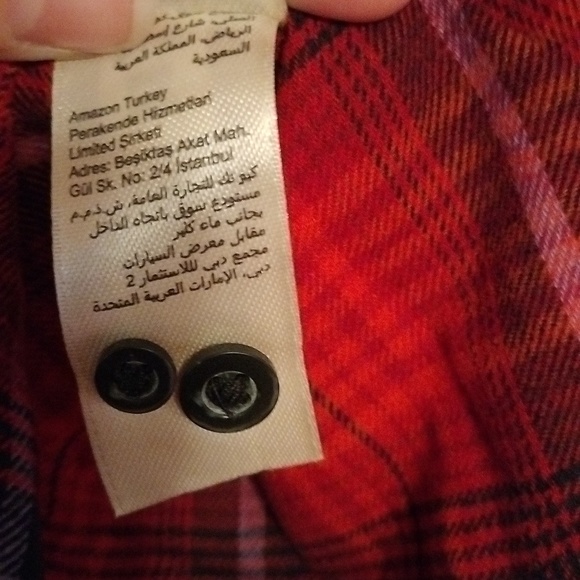 الرياض، المملكة العربية
السعودية
Amazon Turkey
Perakende Hizmetleri
Limited Şirketi
Adres: Beşiktaş Akat Mah.
Gül Sk. No: 2/4 İstanbul
كيو تك للتجارة العامة، ش.ذ.م.م
مستودع سوق باتجاه الداخل
بجانب ماء كلير
مقابل معرض السيارات
مجمع دبي للاستثمار 2
دبي، الإمارات العربية المتحدة